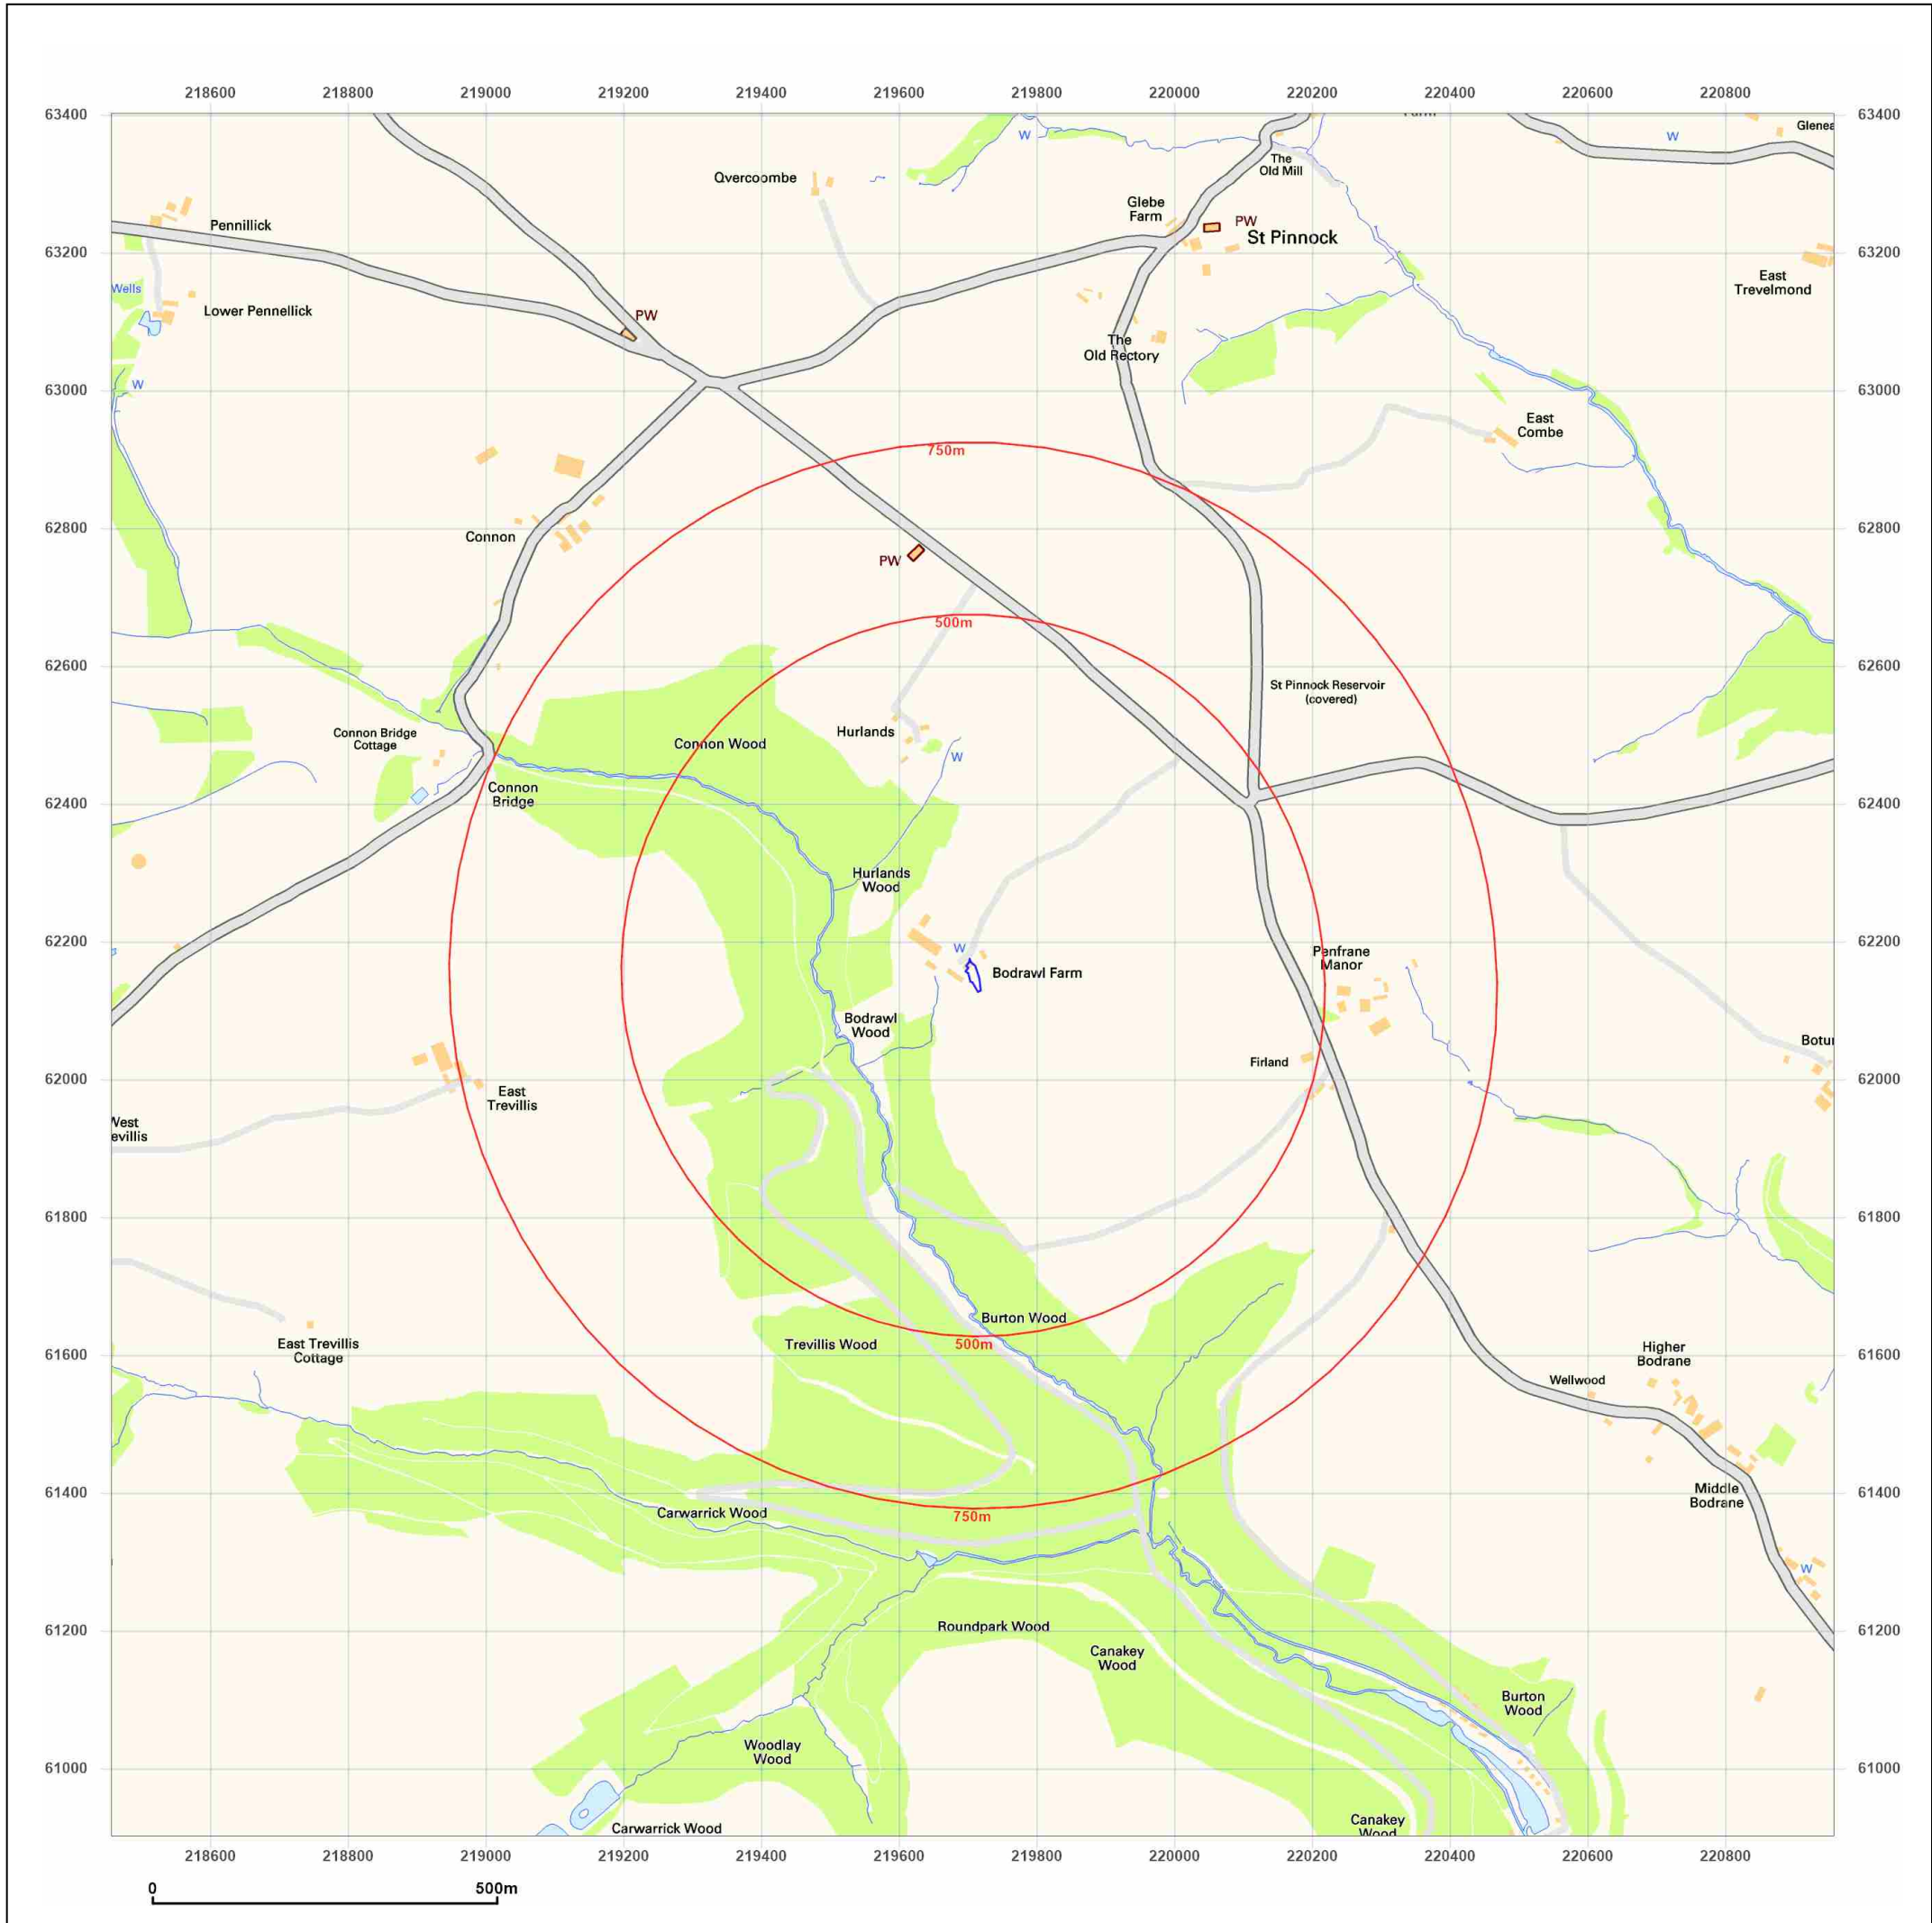 218600 218800 219000 219200 219400 219600 219800 220000 220200 220400 220600 220800
63400 63400
W
W
Glenea
The
Old Mill
Overcoombe
Glebe
Farm
PW
Pennillick
St Pinnock
63200 63200
East
Trevelmond
Wells
Lower Pennellick
PW
The
Old Rectory
W
63000 63000
East
Combe
750m
62800 62800
Connon
PW
500m
62600 62600
St Pinnock Reservoir
(covered)
Connon Bridge
Cottage
Hurlands
Connon Wood
W
Connon
Bridge
62400 62400
Hurlands
Wood
62200 62200
W
Penfrane
Manor
Bodrawl Farm
Bodrawl
Wood
Botur
Firland
62000 62000
East
Trevillis
West
evillis
61800 61800
Burton Wood
Trevillis Wood
500m
East Trevillis
Cottage
61600 61600
Higher
Bodrane
Wellwood
61400 61400
Middle
Bodrane
Carwarrick Wood
750m
W
Roundpark Wood
61200 61200
Canakey
Wood
Burton
Wood
Woodlay
Wood
61000 61000
Carwarrick Wood
Canakey
Wood
218600 218800 219000 219200 219400 219600 219800 220000 220200 220400 220600 220800
0 500m